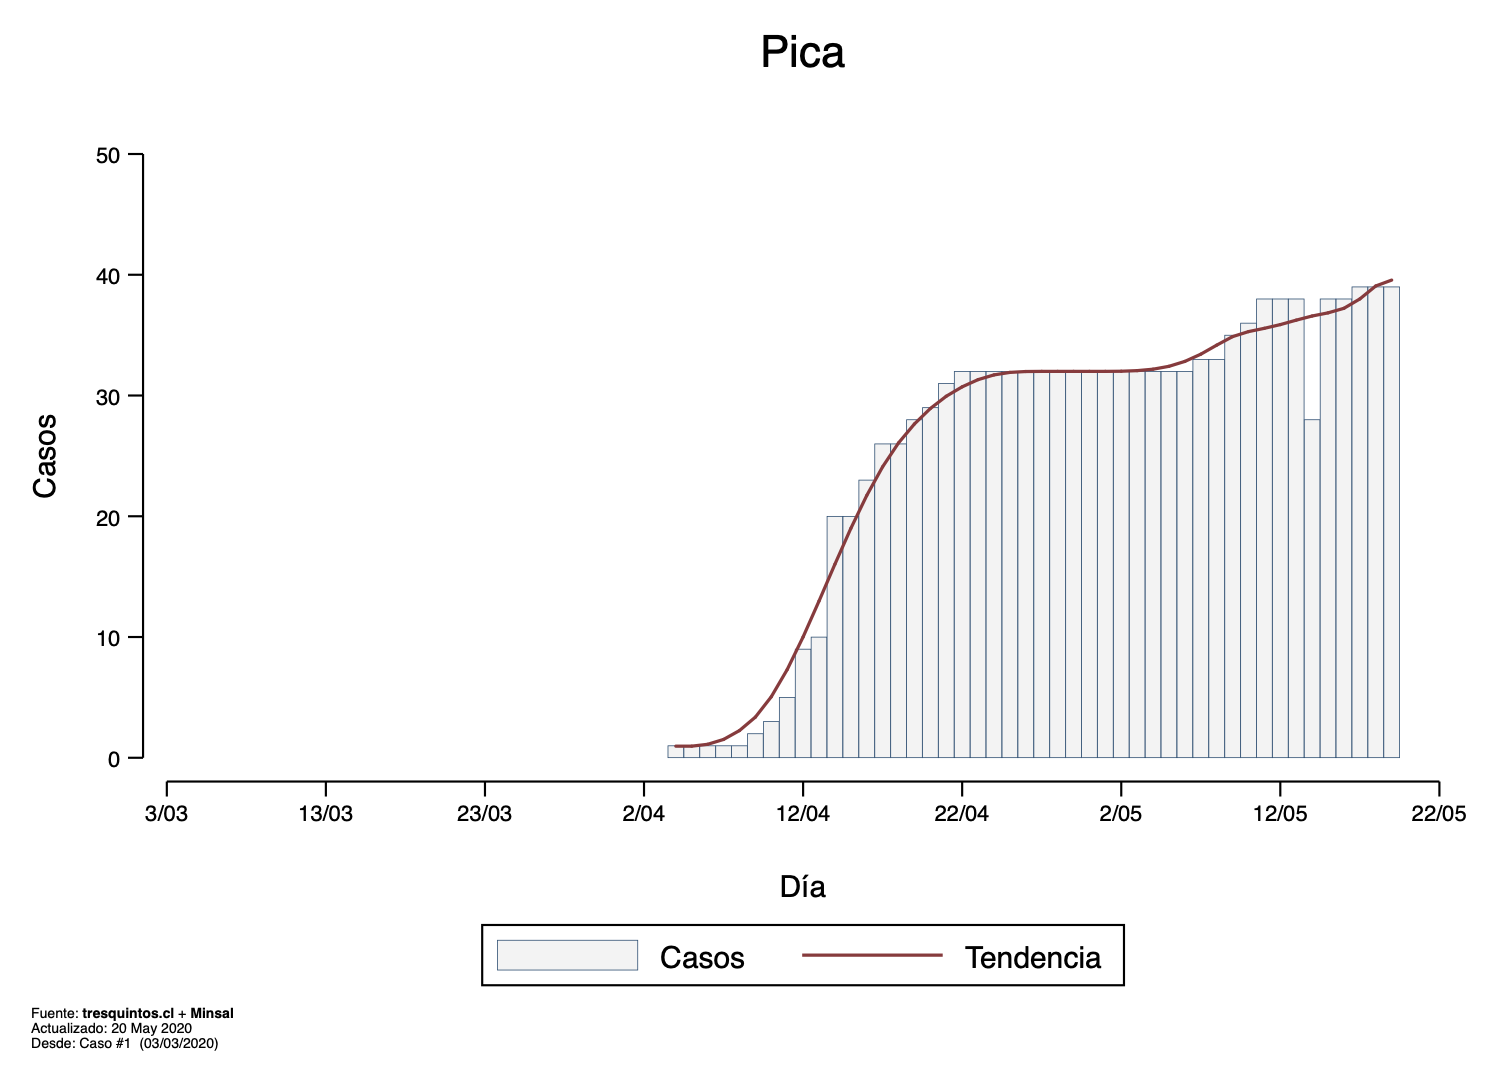 Pica
50
40
30
20
10
0
Casos
3/03 13/03 23/03 2/04 12/04 22/04 2/05 12/05 22/05
Día
Casos Tendencia
Fuente: tresquintos.cl + Minsal
Actualizado: 20 May 2020
Desde: Caso #1 (03/03/2020)